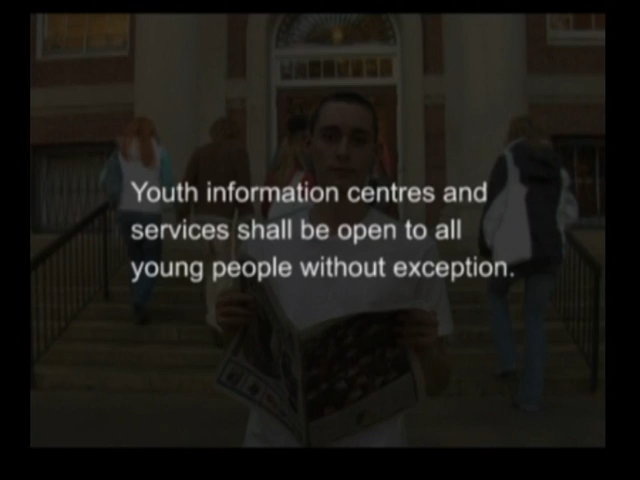 Youth information centres and
services shall be open to all
young people without exception.